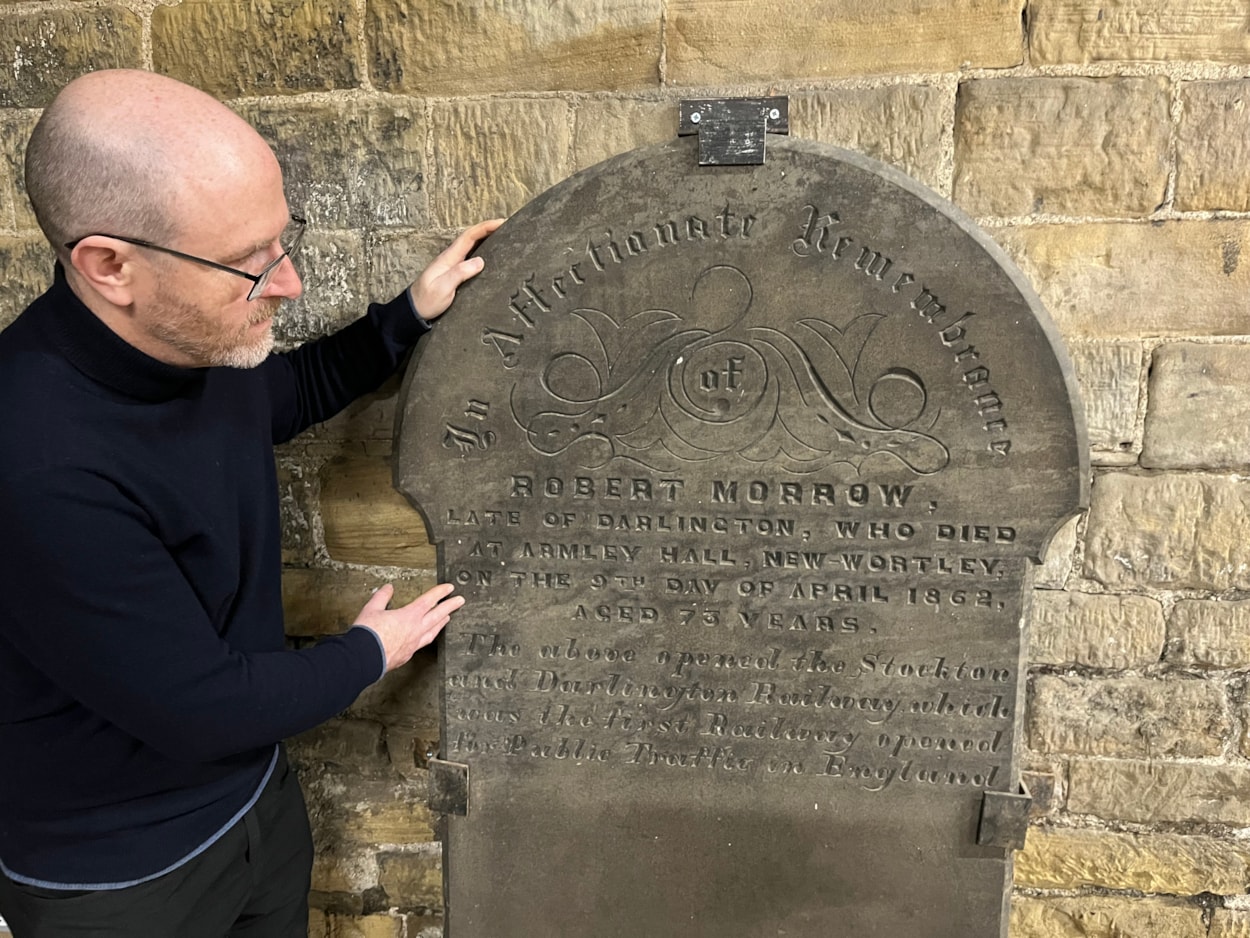 In Affectionate Remembrance
of
ROBERT MORROW,
LATE OF DARLINGTON, WHO DIED
AT ARMLEY HALL, NEW-WORTLEY,
ON THE 9TH DAY OF APRIL 1862,
AGED 73 YEARS.
The above opened the Stockton
and Darlington Railway, which
was the first Railway opened
for Public Traffic in England